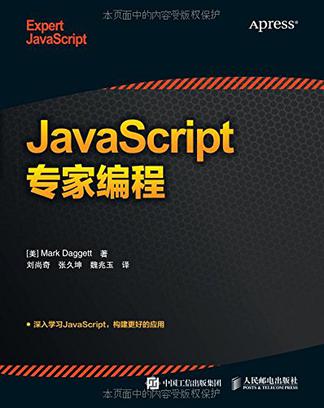 本页面中的内容受版权保护
Expert
JavaScript
Apress®
JavaScript
专家编程
[美] Mark Daggett 著
刘尚奇 张久坤 魏兆玉 译
●深入学习JavaScript，构建更好的应用
中国工信出版集团
人民邮电出版社
POSTS & TELECOM PRESS
本页面中的内容受版权保护